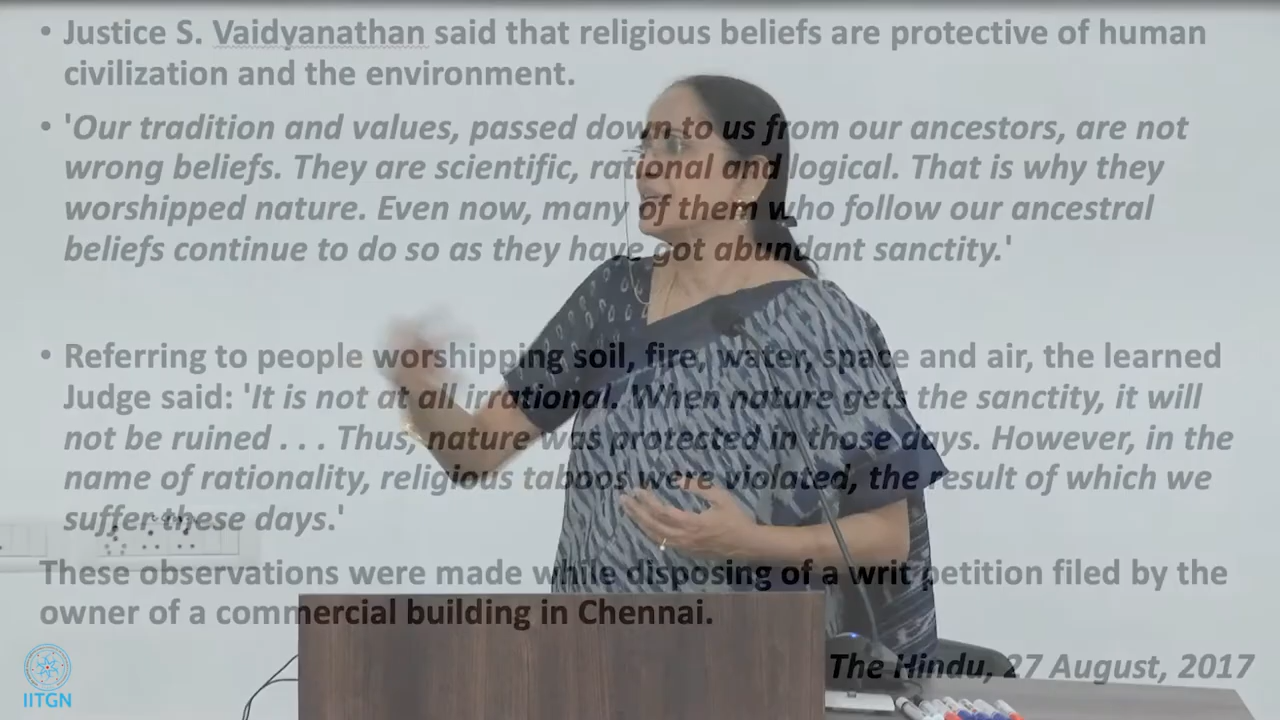 • Justice S. Vaidyanathan said that religious beliefs are protective of human
civilization and the environment.
• 'Our tradition and values, passed down to us from our ancestors, are not
wrong beliefs. They are scientific, rational and logical. That is why they
worshipped nature. Even now, many of them who follow our ancestral
beliefs continue to do so as they have got abundant sanctity.'
• Referring to people worshipping soil, fire, water, space and air, the learned
Judge said: 'It is not at all irrational. When nature gets the sanctity, it will
not be ruined . . . Thus, nature was protected in those days. However, in the
name of rationality, religious taboos were violated, the result of which we
suffer these days.'
These observations were made while disposing of a writ petition filed by the
owner of a commercial building in Chennai.
The Hindu, 27 August, 2017
IITGN